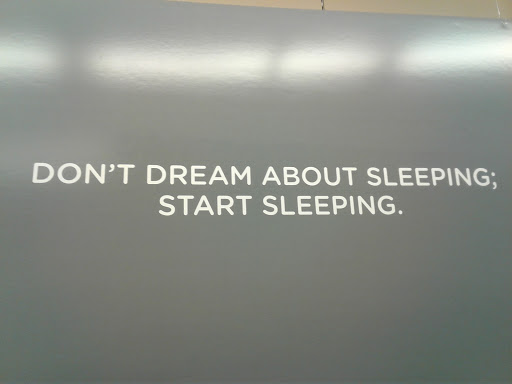 DON'T DREAM ABOUT SLEEPING;
START SLEEPING.